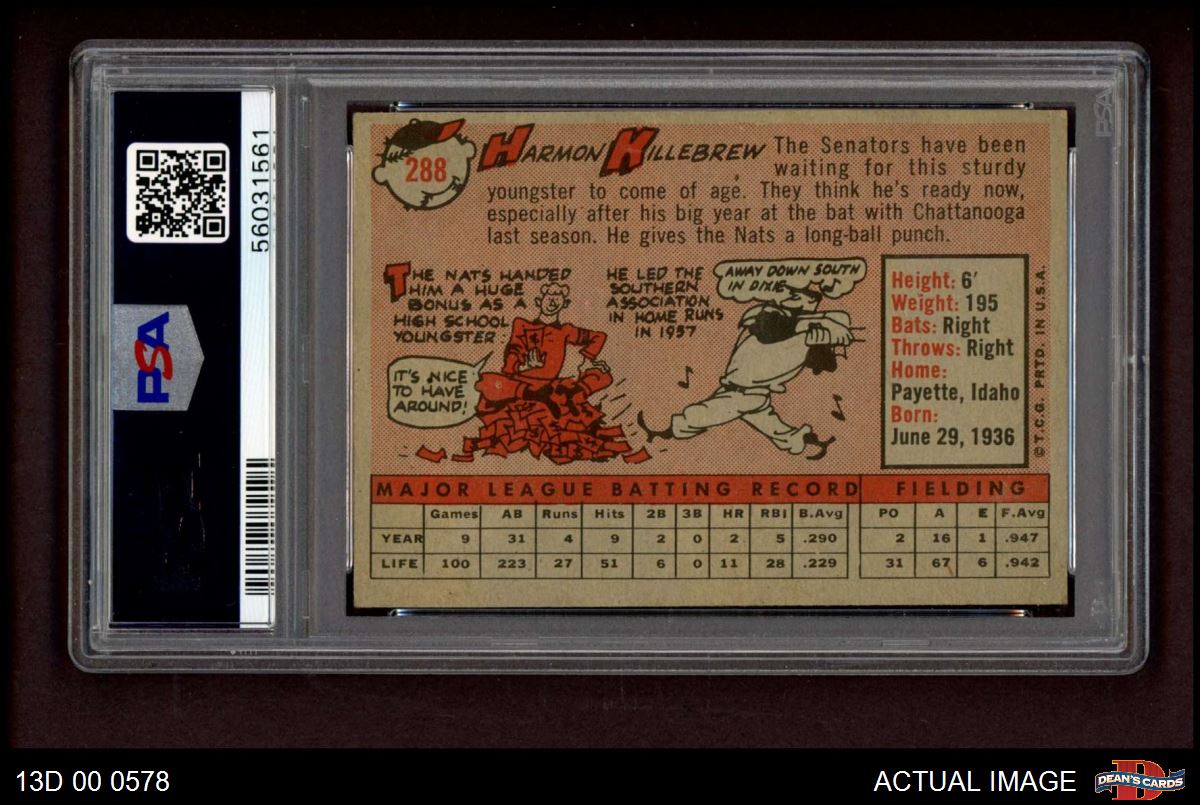 PSA
56031561
288
HARMON KILLEBREW
The Senators have been
waiting for this sturdy
youngster to come of age. They think he's ready now,
especially after his big year at the bat with Chattanooga
last season. He gives the Nats a long-ball punch.
THE NATS HANDED
HIM A HUGE
BONUS AS A
HIGH SCHOOL
YOUNGSTER.
IT'S NICE
TO HAVE
AROUND!
HE LED THE
SOUTHERN
ASSOCIATION
IN HOME RUNS
IN 1957
AWAY DOWN SOUTH
IN DIXIE
Height: 6'
Weight: 195
Bats: Right
Throws: Right
Home:
Payette, Idaho
Born:
June 29, 1936
© T.C.G. PRTD. IN U.S.A.
MAJOR LEAGUE BATTING RECORD FIELDING
Games AB Runs Hits 2B 3B HR RBI B.Avg PO A E F.Avg
YEAR 9 31 4 9 2 0 2 5 .290 2 16 1 .947
LIFE 100 223 27 51 6 0 11 28 .229 31 67 6 .942
PSA
13D 00 0578
ACTUAL IMAGE
D
DEAN'S CARDS